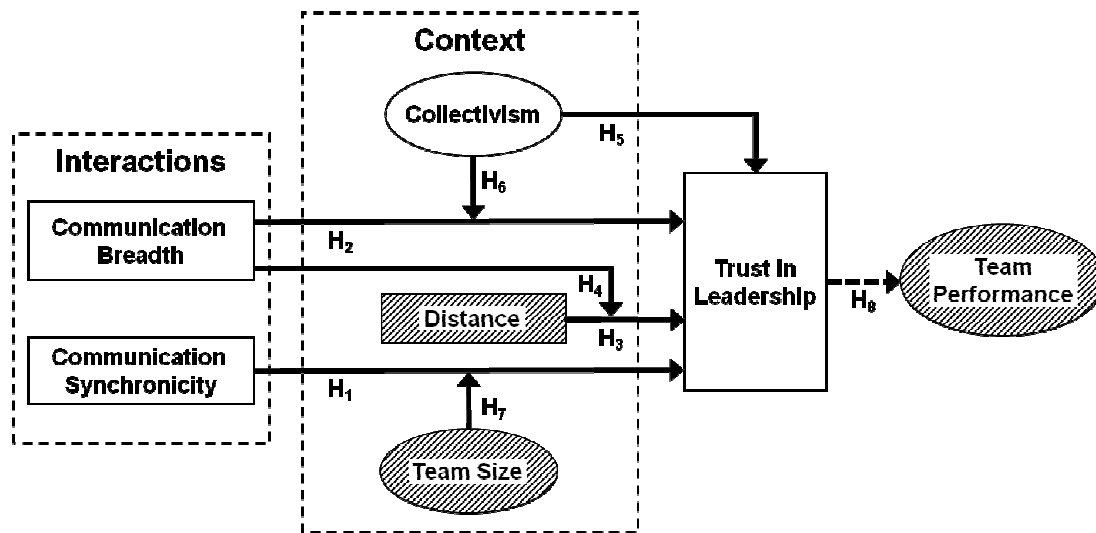 Context
Collectivism
H5
Interactions
H6
Communication
Breadth
H2
H4
Trust in
Leadership
Team
Performance
H8
Distance
H3
Communication
Synchronicity
H1
H7
Team Size